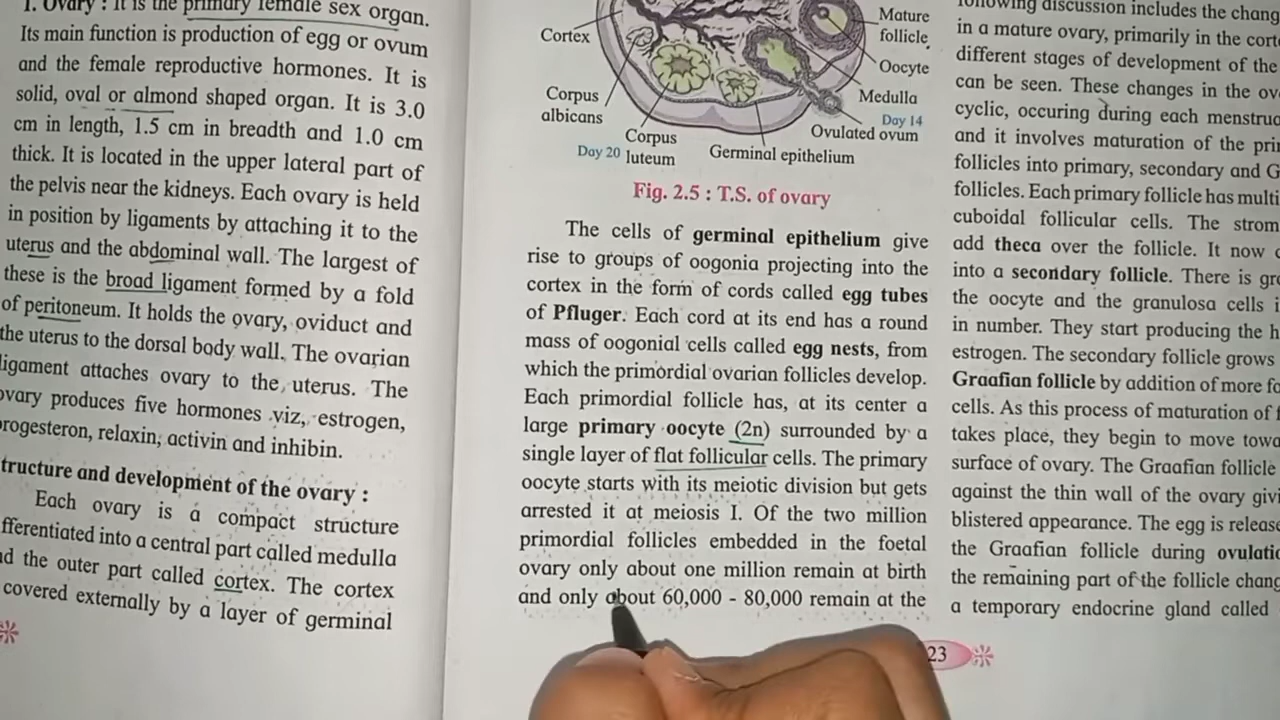 1. Ovary : It is the primary female sex organ.
Its main function is production of egg or ovum
and the female reproductive hormones. It is
solid, oval or almond shaped organ. It is 3.0
cm in length, 1.5 cm in breadth and 1.0 cm
thick. It is located in the upper lateral part of
the pelvis near the kidneys. Each ovary is held
in position by ligaments by attaching it to the
uterus and the abdominal wall. The largest of
these is the broad ligament formed by a fold
of peritoneum. It holds the ovary, oviduct and
the uterus to the dorsal body wall. The ovarian
ligament attaches ovary to the uterus. The
ovary produces five hormones viz, estrogen,
progesteron, relaxin, activin and inhibin.
Structure and development of the ovary :
Each ovary is a compact structure
differentiated into a central part called medulla
and the outer part called cortex. The cortex
covered externally by a layer of germinal
Cortex
Corpus
albicans
Day 20
Corpus
luteum
Germinal epithelium
Mature
follicle
Oocyte
Medulla
Day 14
Ovulated ovum
Fig. 2.5 : T.S. of ovary
The cells of germinal epithelium give
rise to groups of oogonia projecting into the
cortex in the form of cords called egg tubes
of Pfluger. Each cord at its end has a round
mass of oogonial cells called egg nests, from
which the primordial ovarian follicles develop.
Each primordial follicle has, at its center a
large primary oocyte (2n) surrounded by a
single layer of flat follicular cells. The primary
oocyte starts with its meiotic division but gets
arrested it at meiosis I. Of the two million
primordial follicles embedded in the foetal
ovary only about one million remain at birth
and only about 60,000 - 80,000 remain at the
following discussion includes the
in a mature ovary, primarily in the
different stages of development of the
can be seen. These changes in the
cyclic, occuring during each
and it involves maturation of the
follicles into primary, secondary and
follicles. Each primary follicle has
cuboidal follicular cells. The
add theca over the follicle. It now
into a secondary follicle. There is
the oocyte and the granulosa cells
in number. They start producing the
estrogen. The secondary follicle grows
Graafian follicle by addition of more
cells. As this process of maturation of
takes place, they begin to move
surface of ovary. The Graafian follicle
against the thin wall of the ovary
blistered appearance. The egg is
the Graafian follicle during
the remaining part of the follicle
a temporary endocrine gland called
23